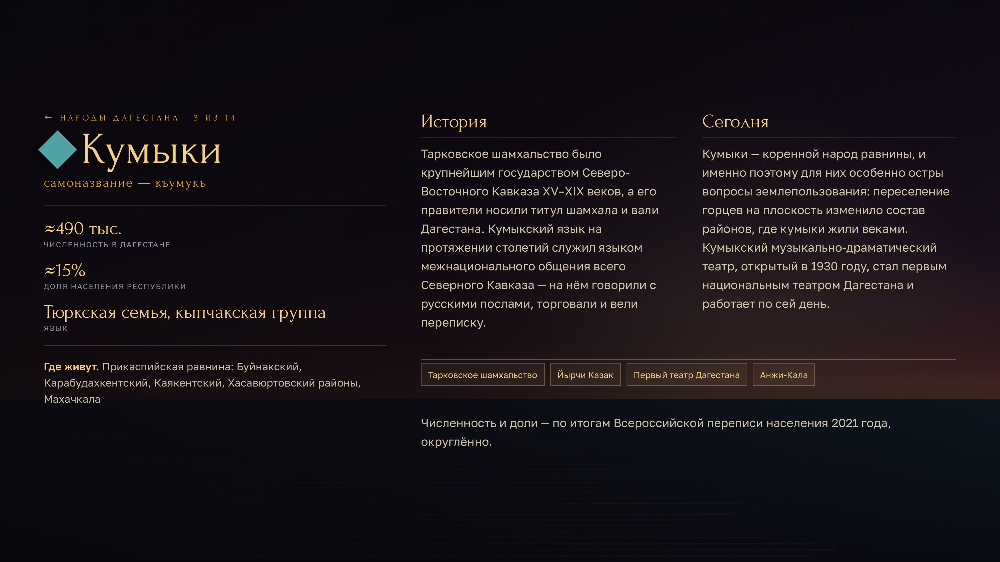 ← НАРОДЫ ДАГЕСТАНА · 3 ИЗ 14
Кумыки
самоназвание — къумукъ
≈490 тыс.
ЧИСЛЕННОСТЬ В ДАГЕСТАНЕ
≈15%
ДОЛЯ НАСЕЛЕНИЯ РЕСПУБЛИКИ
Тюркская семья, кыпчакская группа
ЯЗЫК
Где живут. Прикаспийская равнина: Буйнакский,
Карабудахкентский, Каякентский, Хасавюртовский районы,
Махачкала
История
Тарковское шамхальство было
крупнейшим государством Северо-
Восточного Кавказа XV–XIX веков, а его
правители носили титул шамхала и вали
Дагестана. Кумыкский язык на
протяжении столетий служил языком
межнационального общения всего
Северного Кавказа — на нём говорили с
русскими послами, торговали и вели
переписку.
Сегодня
Кумыки — коренной народ равнины, и
именно поэтому для них особенно остры
вопросы землепользования: переселение
горцев на плоскость изменило состав
районов, где кумыки жили веками.
Кумыкский музыкально-драматический
театр, открытый в 1930 году, стал первым
национальным театром Дагестана и
работает по сей день.
Тарковское шамхальство
Йырчи Казак
Первый театр Дагестана
Анжи-Кала
Численность и доли — по итогам Всероссийской переписи населения 2021 года,
округлённо.